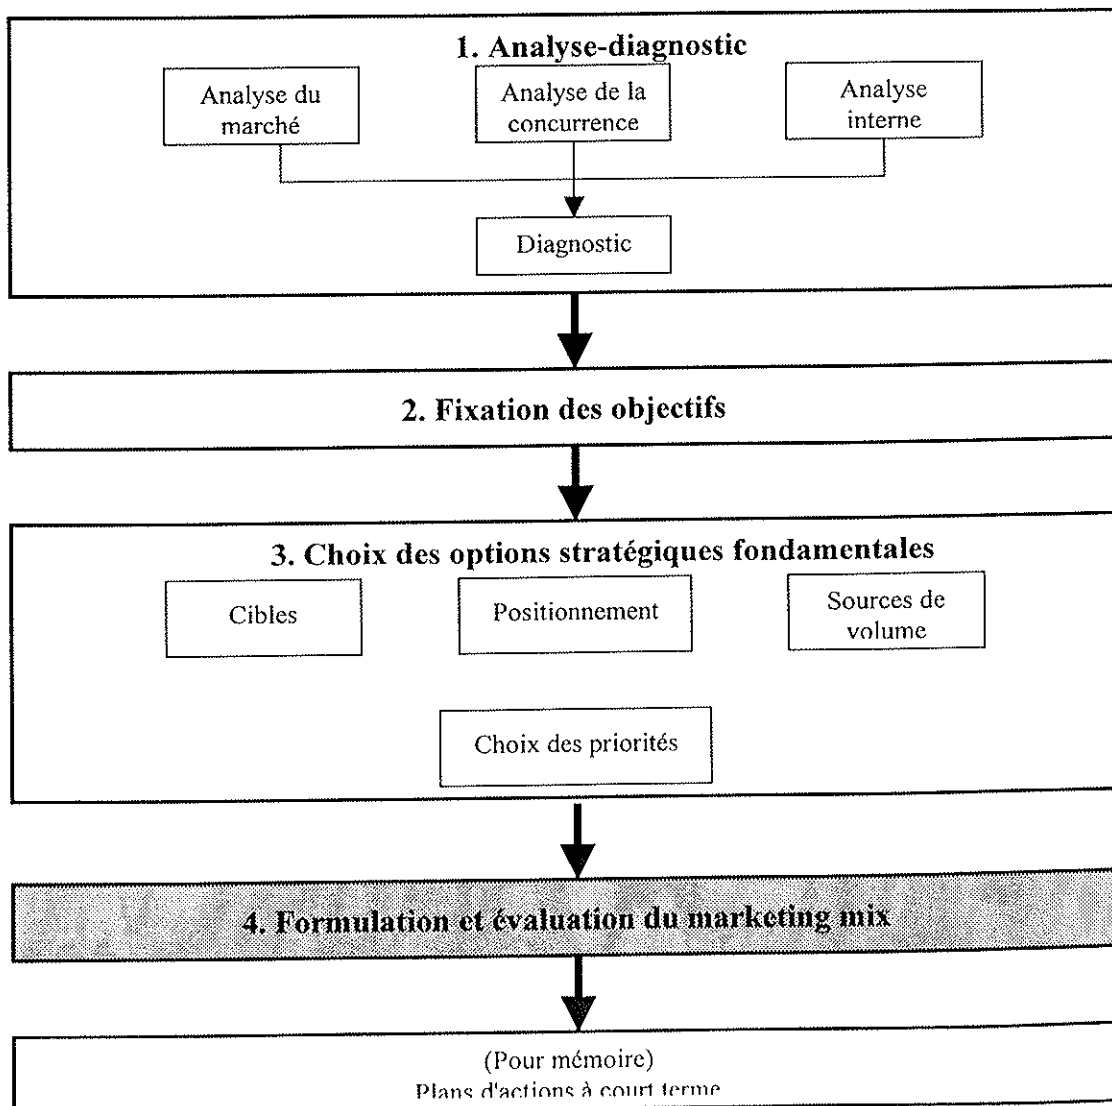 1. Analyse-diagnostic
Analyse du
marché
Analyse de la
concurrence
Analyse
interne
Diagnostic
2. Fixation des objectifs
3. Choix des options stratégiques fondamentales
Cibles
Positionnement
Sources de
volume
Choix des priorités
4. Formulation et évaluation du marketing mix
(Pour mémoire)
Plans d'actions à court terme